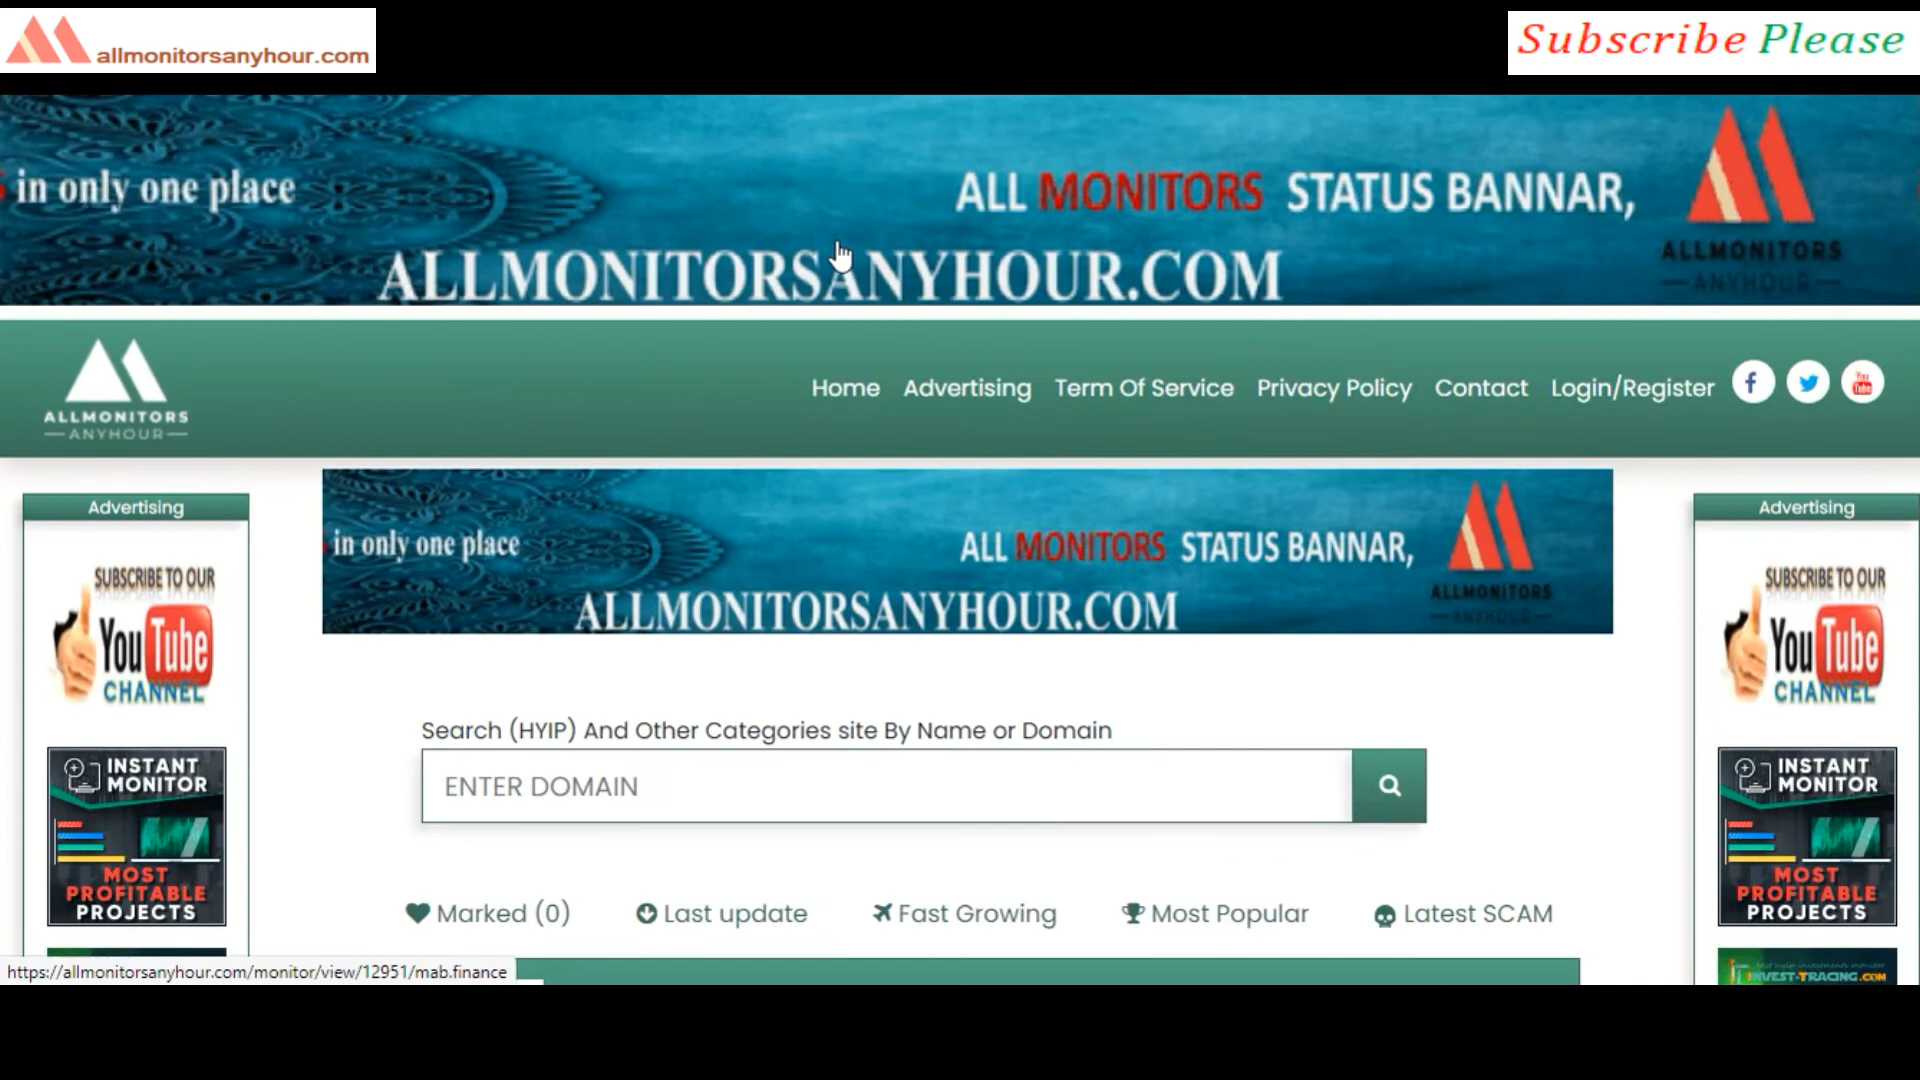 allmonitorsanyhour.com
Subscribe Please
in only one place
ALL MONITORS STATUS BANNAR,
ALLMONITORSANYHOUR.COM
ALLMONITORS
ANYHOUR
ALLMONITORS
ANYHOUR
Home Advertising Term Of Service Privacy Policy Contact Login/Register
You Tube
Advertising
in only one place
ALL MONITORS STATUS BANNAR,
ALLMONITORSANYHOUR.COM
ALLMONITORS
ANYHOUR
Advertising
SUBSCRIBE TO OUR
YouTube
CHANNEL
SUBSCRIBE TO OUR
YouTube
CHANNEL
Search (HYIP) And Other Categories site By Name or Domain
ENTER DOMAIN
INSTANT
MONITOR
MOST
PROFITABLE
PROJECTS
INSTANT
MONITOR
MOST
PROFITABLE
PROJECTS
Marked (0) Last update Fast Growing Most Popular Latest SCAM
https://allmonitorsanyhour.com/monitor/view/12951/mab.finance
INVEST-TRACING.COM